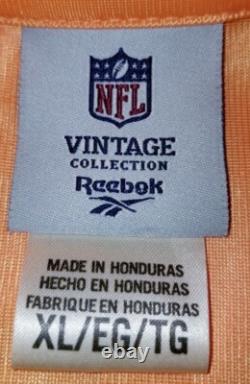 NFL
VINTAGE
COLLECTION
Reebok
MADE IN HONDURAS
HECHO EN HONDURAS
FABRIQUE EN HONDURAS
XL/EG/TG